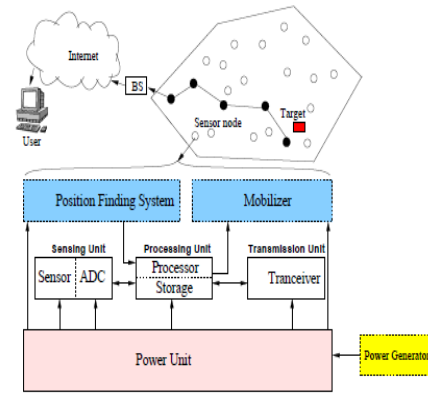 Internet
BS
Target
Sensor node
User
Position Finding System
Mobilizer
Sensing Unit
Processing Unit
Transmission Unit
Sensor
ADC
Processor
Storage
Tranceiver
Power Unit
Power Generator